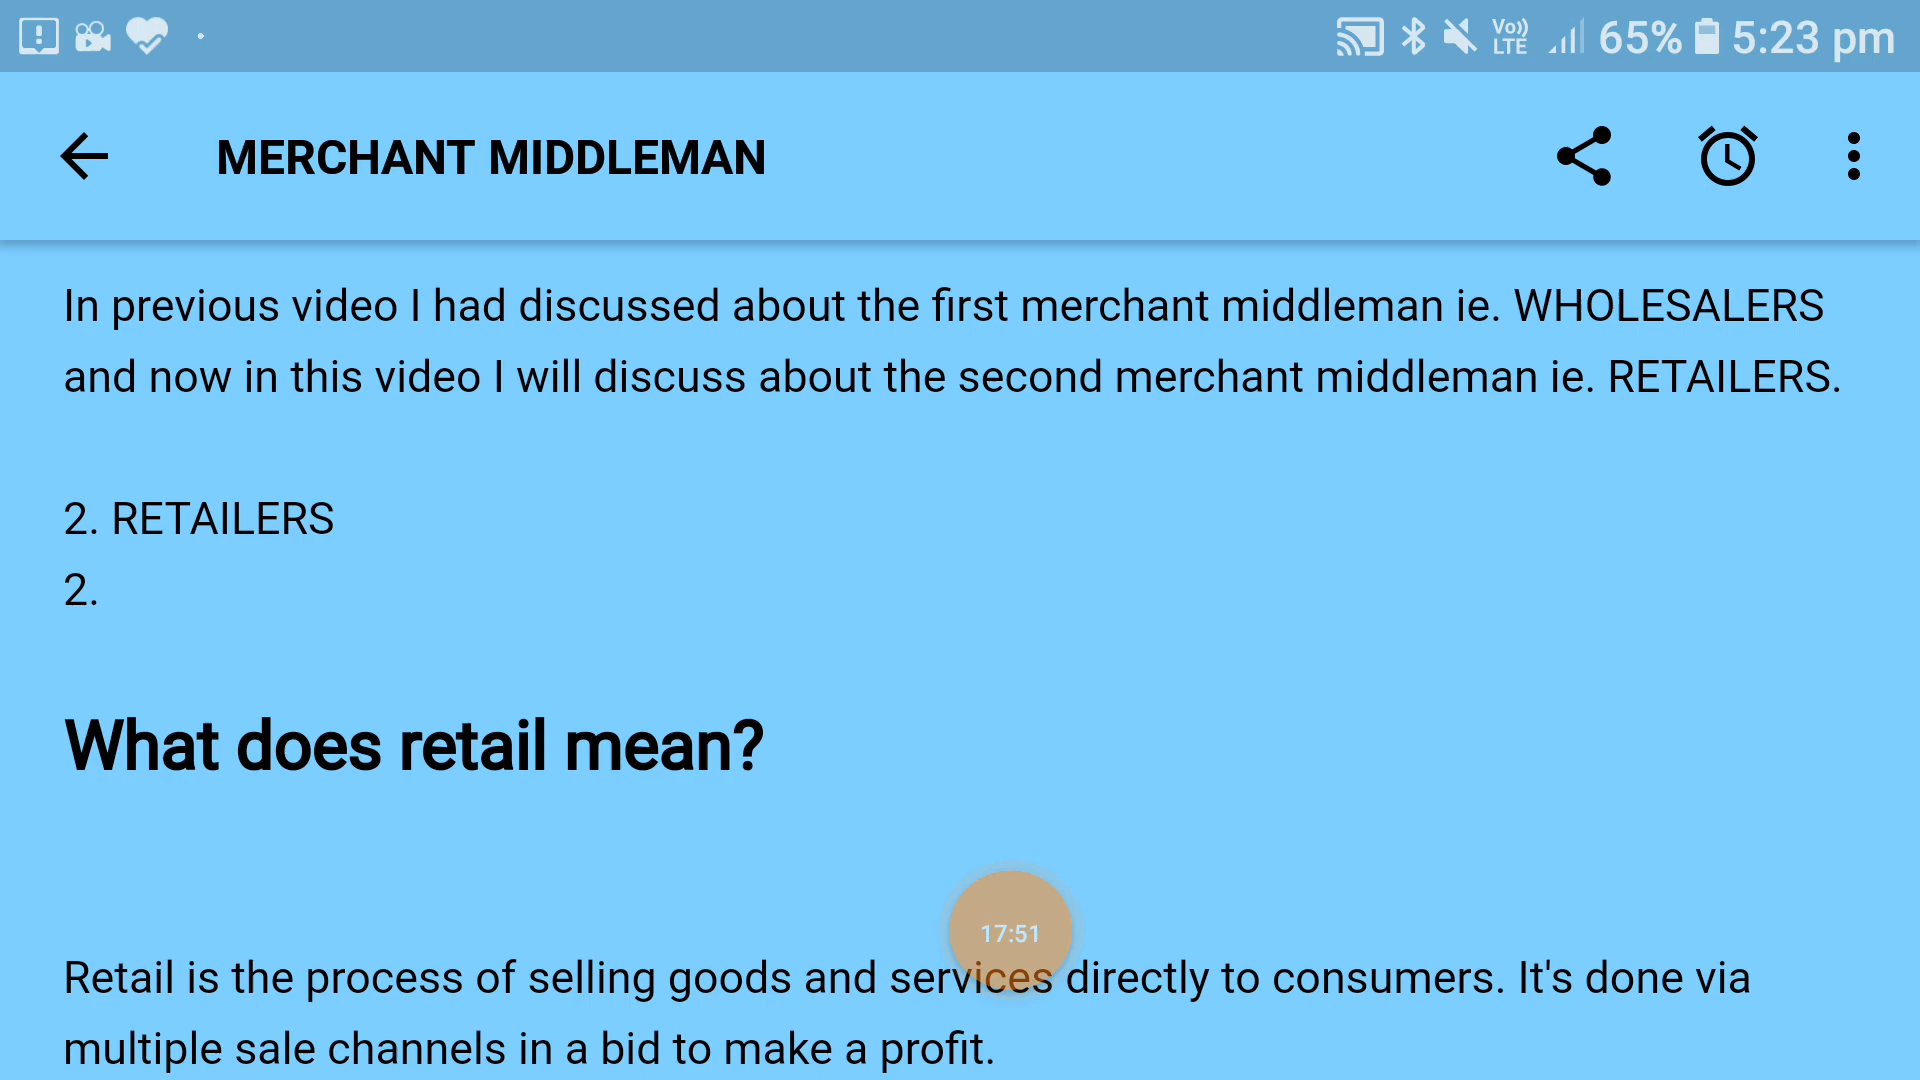 Vo)) LTE 65% 5:23 pm
MERCHANT MIDDLEMAN
In previous video I had discussed about the first merchant middleman ie. WHOLESALERS
and now in this video I will discuss about the second merchant middleman ie. RETAILERS.
2. RETAILERS
2.
What does retail mean?
17:51
Retail is the process of selling goods and services directly to consumers. It's done via
multiple sale channels in a bid to make a profit.